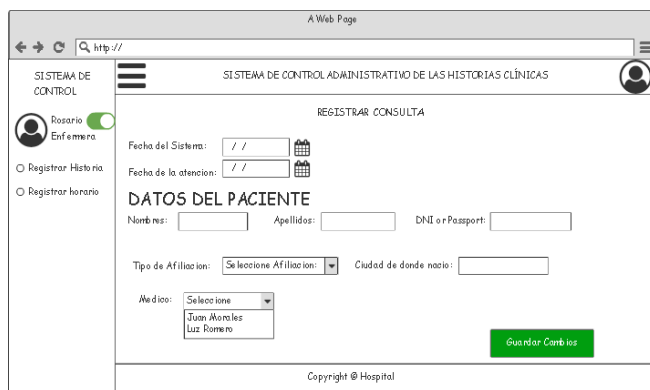 A Web Page
http://
SISTEMA DE CONTROL
SISTEMA DE CONTROL ADMINISTRATIVO DE LAS HISTORIAS CLÍNICAS
Rosario
Enfermera
Registrar Historia
Registrar horario
REGISTRAR CONSULTA
Fecha del Sistema: / /
Fecha de la atencion: / /
DATOS DEL PACIENTE
Nombres: Apellidos: DNI or Passport:
Tipo de Afiliacion: Seleccione Afiliacion: Ciudad de donde nacio:
Medico: Seleccione
Juan Morales
Luz Romero
Guardar Cambios
Copyright @ Hospital